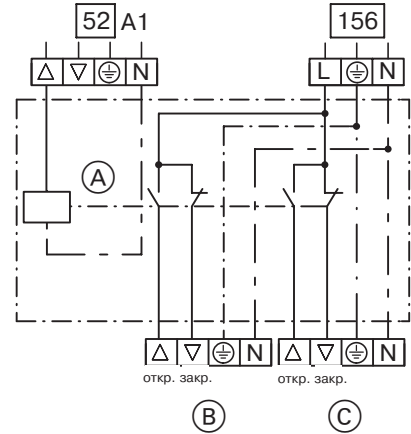 52 A1 156
△ ▽ ⏚ N L ⏚ N
A
△ ▽ ⏚ N △ ▽ ⏚ N
откр. закр. откр. закр.
B C